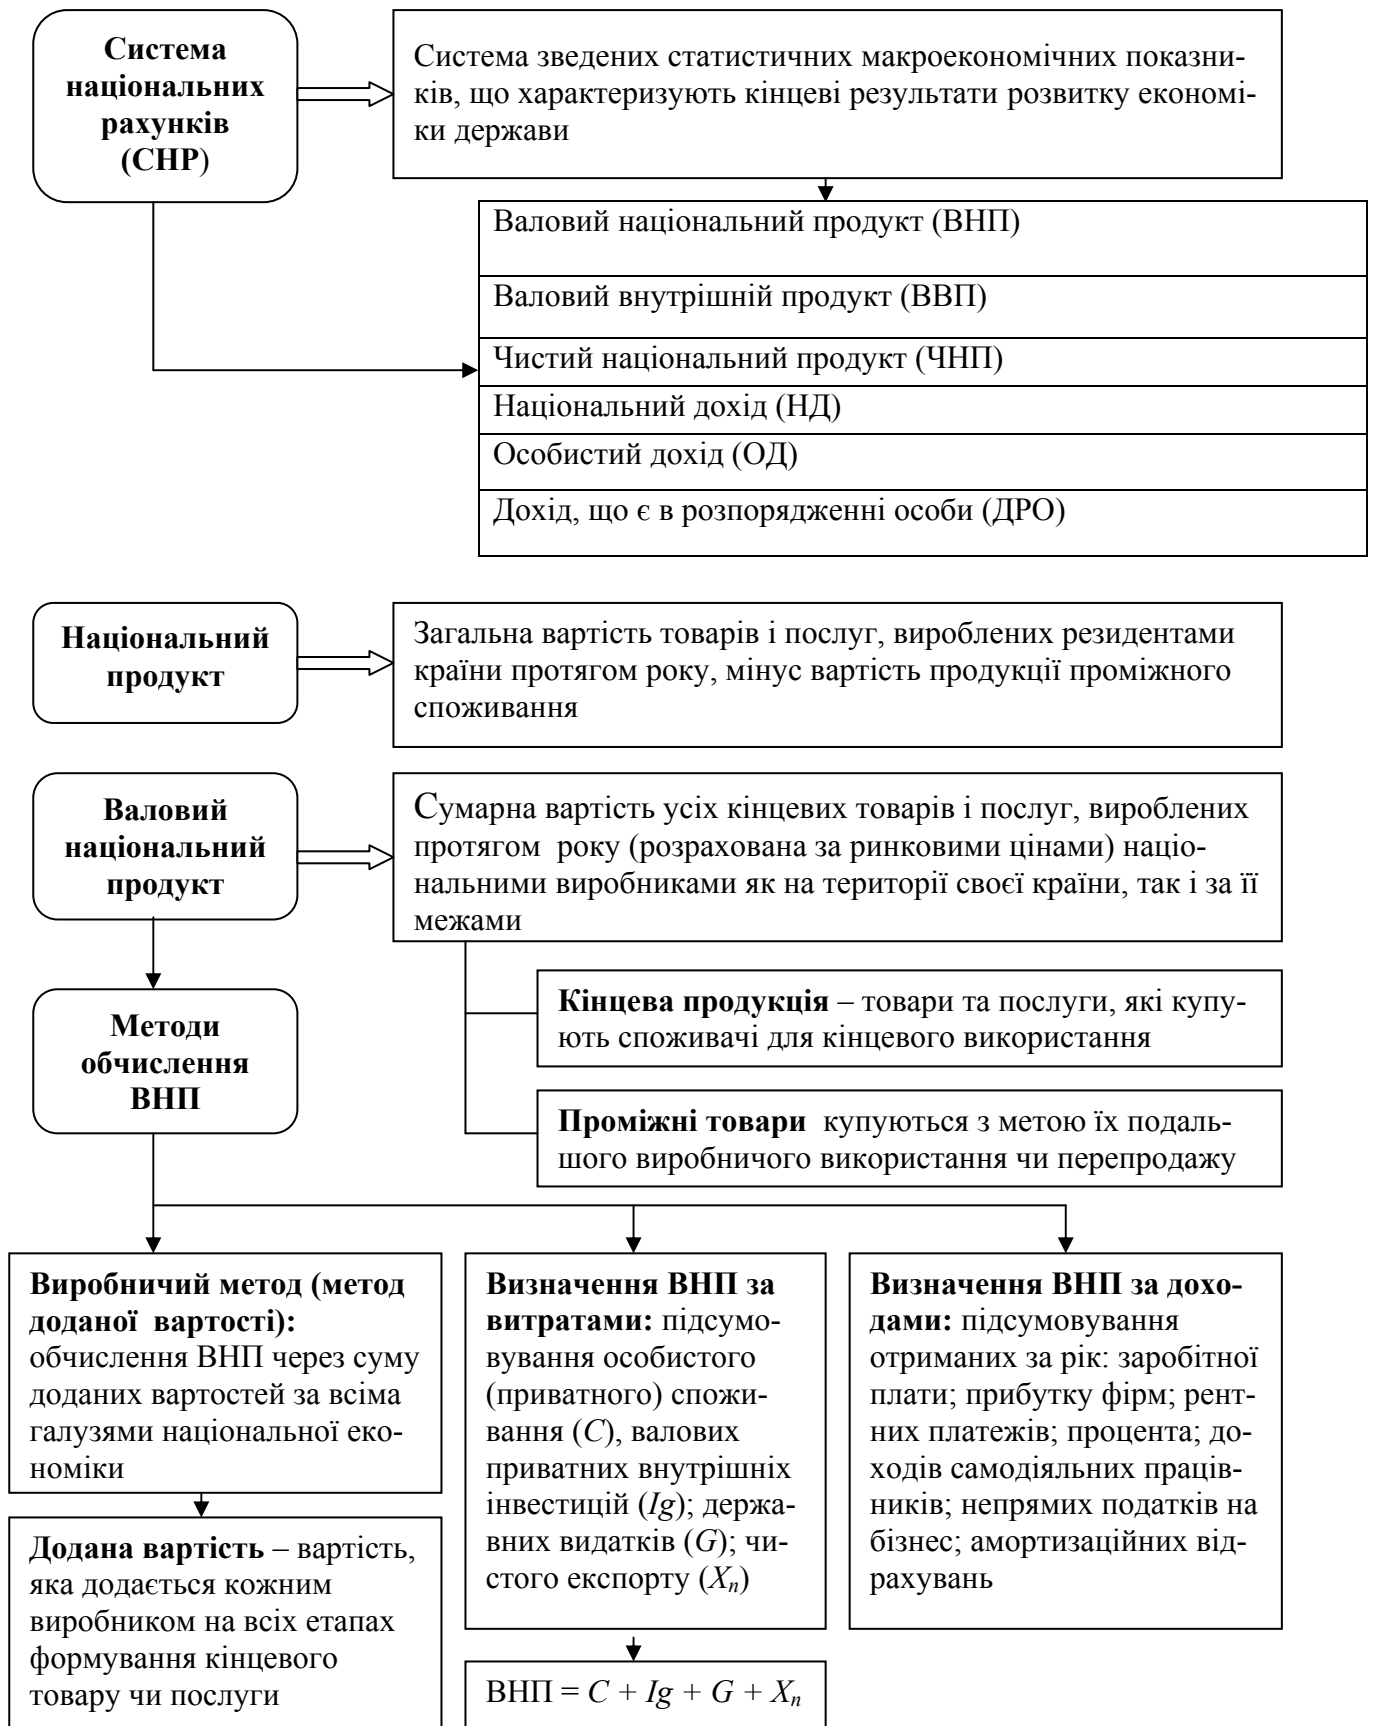 Система
національних
рахунків
(СНР)
Система зведених статистичних макроекономічних показни-
ків, що характеризують кінцеві результати розвитку економі-
ки держави
Валовий національний продукт (ВНП)
Валовий внутрішній продукт (ВВП)
Чистий національний продукт (ЧНП)
Національний дохід (НД)
Особистий дохід (ОД)
Дохід, що є в розпорядженні особи (ДРО)
Національний
продукт
Загальна вартість товарів і послуг, вироблених резидентами
країни протягом року, мінус вартість продукції проміжного
споживання
Валовий
національний
продукт
Сумарна вартість усіх кінцевих товарів і послуг, вироблених
протягом року (розрахована за ринковими цінами) націо-
нальними виробниками як на території своєї країни, так і за її
межами
Кінцева продукція – товари та послуги, які купу-
ють споживачі для кінцевого використання
Методи
обчислення
ВНП
Проміжні товари купуються з метою їх подаль-
шого виробничого використання чи перепродажу
Виробничий метод (метод
доданої вартості):
обчислення ВНП через суму
доданих вартостей за всіма
галузями національної еко-
номіки
Додана вартість – вартість,
яка додається кожним
виробником на всіх етапах
формування кінцевого
товару чи послуги
Визначення ВНП за
витратами: підсумо-
вування особистого
(приватного) спожи-
вання (C), валових
приватних внутрішніх
інвестицій (Ig); держа-
вних видатків (G); чи-
стого експорту (Xn)
ВНП = C + Ig + G + Xn
Визначення ВНП за дохо-
дами: підсумовування
отриманих за рік: заробітної
плати; прибутку фірм; рент-
них платежів; процента; до-
ходів самодіяльних праців-
ників; непрямих податків на
бізнес; амортизаційних від-
рахувань